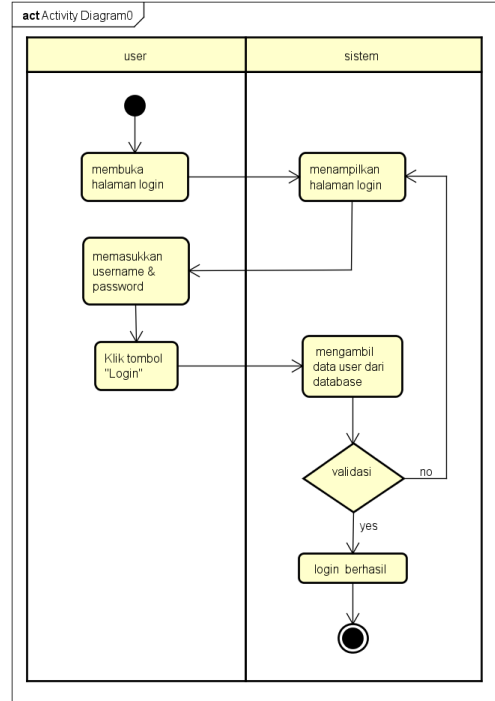 act Activity Diagram0
user
sistem
membuka
halaman login
menampilkan
halaman login
memasukkan
username &
password
Klik tombol
"Login"
mengambil
data user dari
database
validasi
no
yes
login berhasil